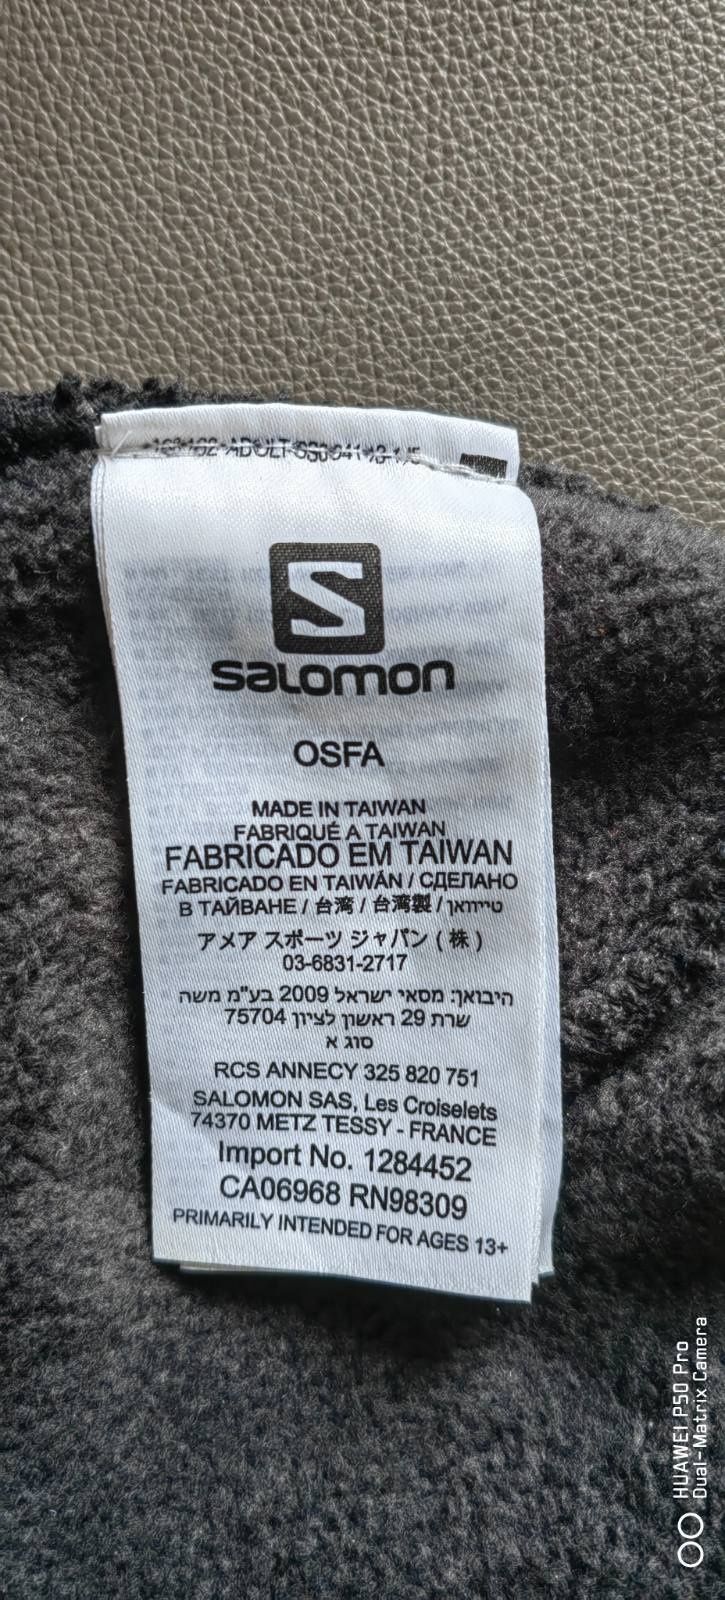 SALOMON
OSFA
MADE IN TAIWAN
FABRIQUÉ A TAIWAN
FABRICADO EM TAIWAN
FABRICADO EN TAIWÁN / СДЕЛАНО
В ТАЙВАНЕ / 台湾 / 台湾製 / טייוואן
アメア スポーツ ジャパン ( 株 )
03-6831-2717
היבואן: מסאי ישראל 2009 בע"מ משה
שרת 29 ראשון לציון 75704
סוג א
RCS ANNECY 325 820 751
SALOMON SAS, Les Croiselets
74370 METZ TESSY - FRANCE
Import No. 1284452
CA06968 RN98309
PRIMARILY INTENDED FOR AGES 13+
HUAWEI P50 Pro
Dual-Matrix Camera